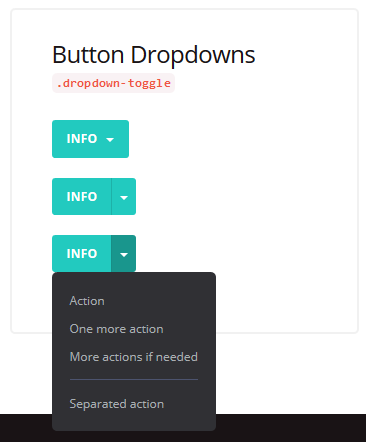 Button Dropdowns
.dropdown-toggle
INFO
INFO
INFO
Action
One more action
More actions if needed
Separated action